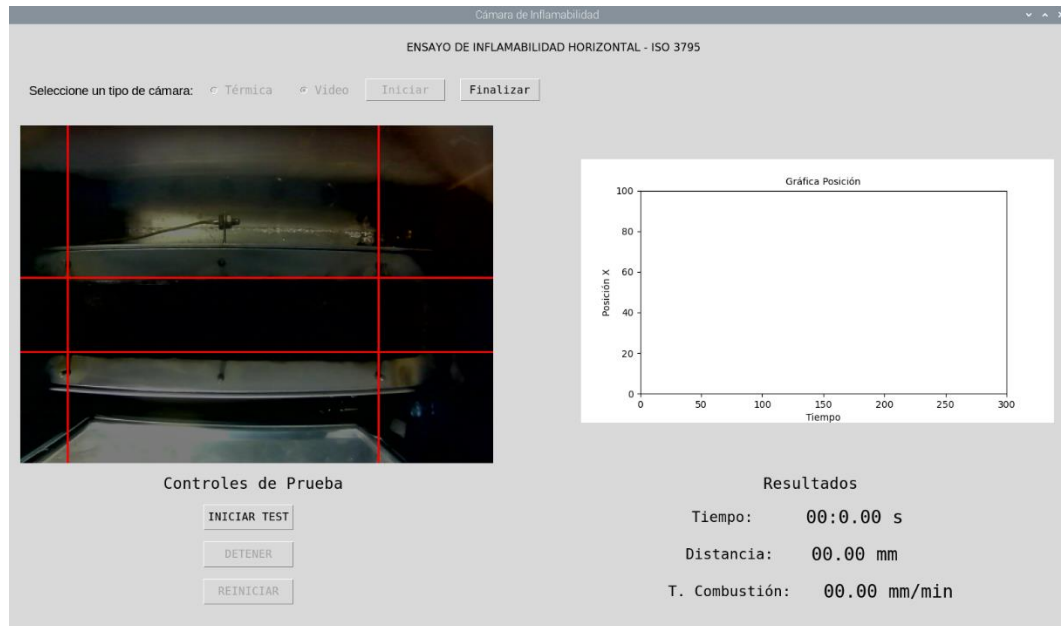 Cámara de Inflamabilidad
ENSAYO DE INFLAMABILIDAD HORIZONTAL - ISO 3795
Seleccione un tipo de cámara: Térmica Video Iniciar Finalizar
Gráfica Posición
100
80
60
40
20
0
Posición X
0 50 100 150 200 250 300
Tiempo
Controles de Prueba
INICIAR TEST
DETENER
REINICIAR
Resultados
Tiempo: 00:0.00 s
Distancia: 00.00 mm
T. Combustión: 00.00 mm/min